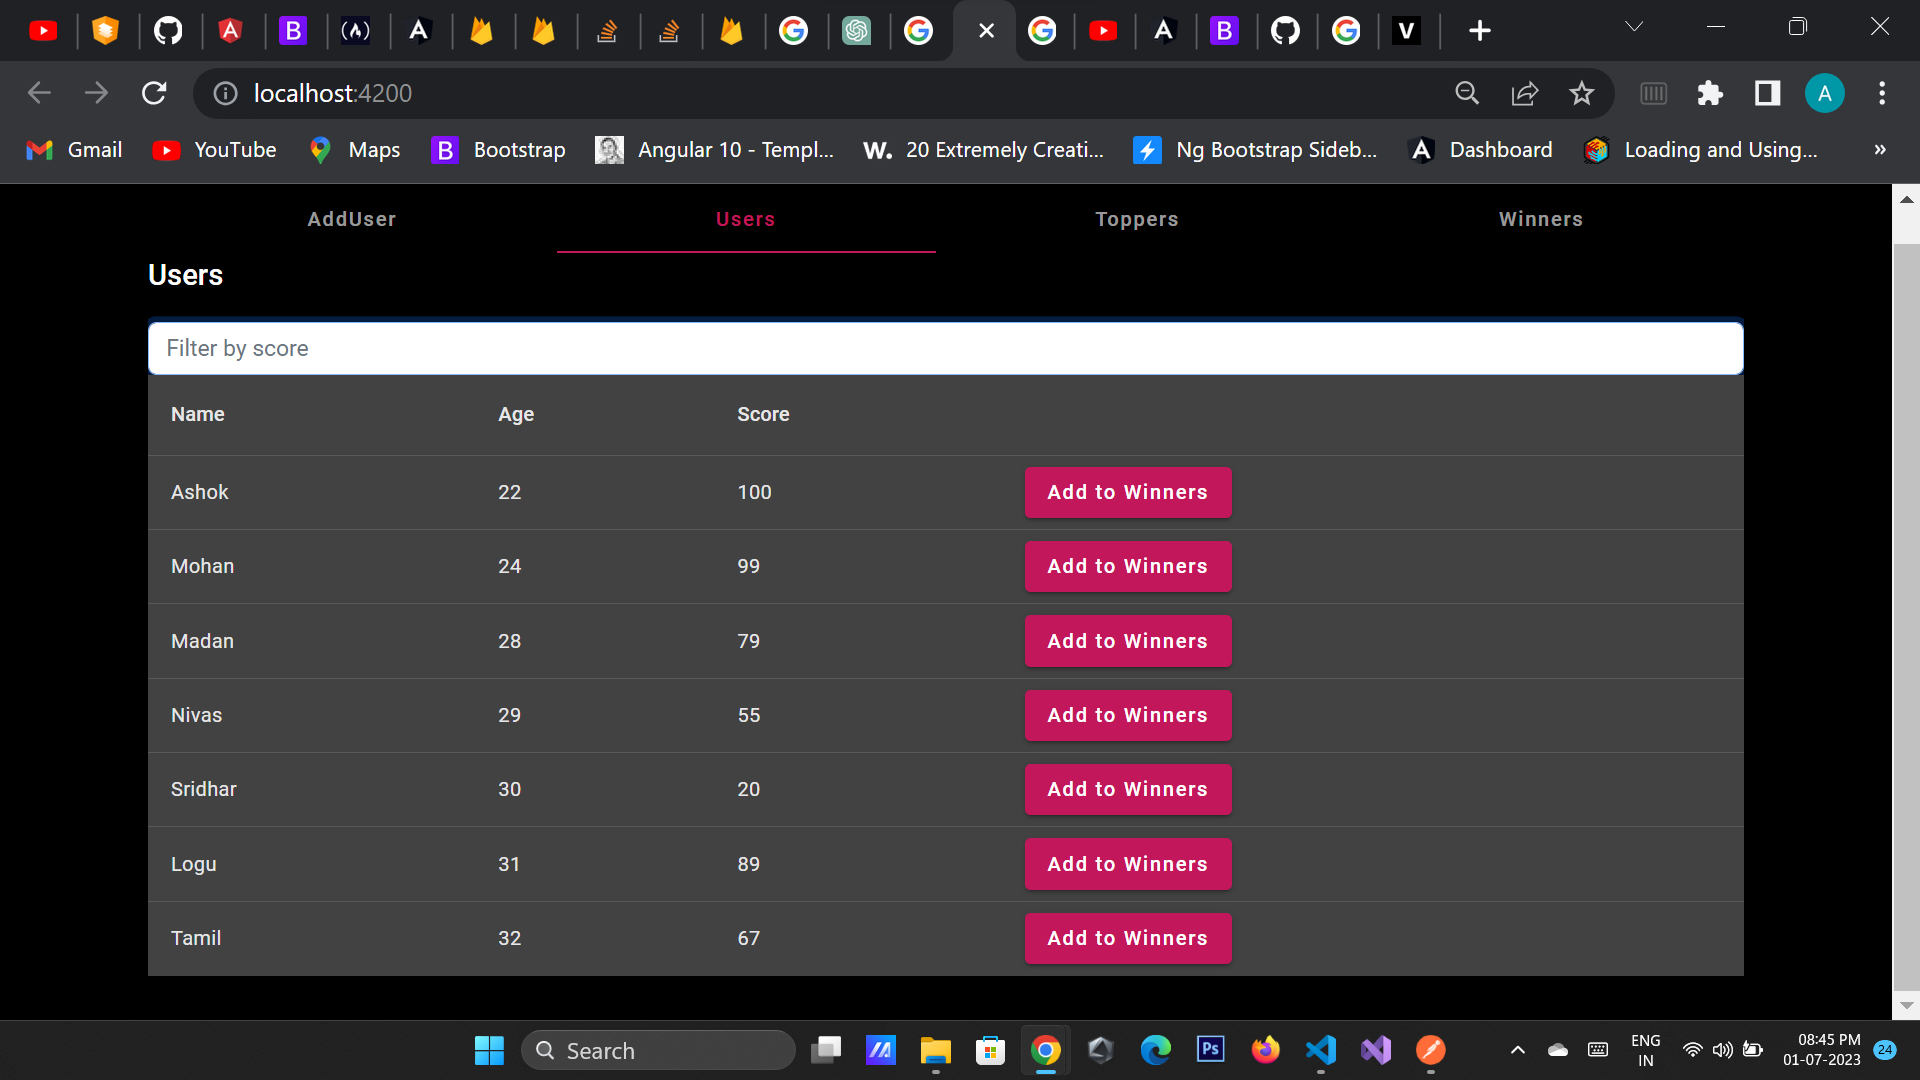 localhost:4200
A
Gmail
YouTube
Maps
Bootstrap
Angular 10 - Templ...
20 Extremely Creati...
Ng Bootstrap Sideb...
Dashboard
Loading and Using...
»
AddUser
Users
Toppers
Winners
Users
Filter by score
Name Age Score
Ashok 22 100 Add to Winners
Mohan 24 99 Add to Winners
Madan 28 79 Add to Winners
Nivas 29 55 Add to Winners
Sridhar 30 20 Add to Winners
Logu 31 89 Add to Winners
Tamil 32 67 Add to Winners
Search
Ps
ENG
IN
08:45 PM
01-07-2023
24